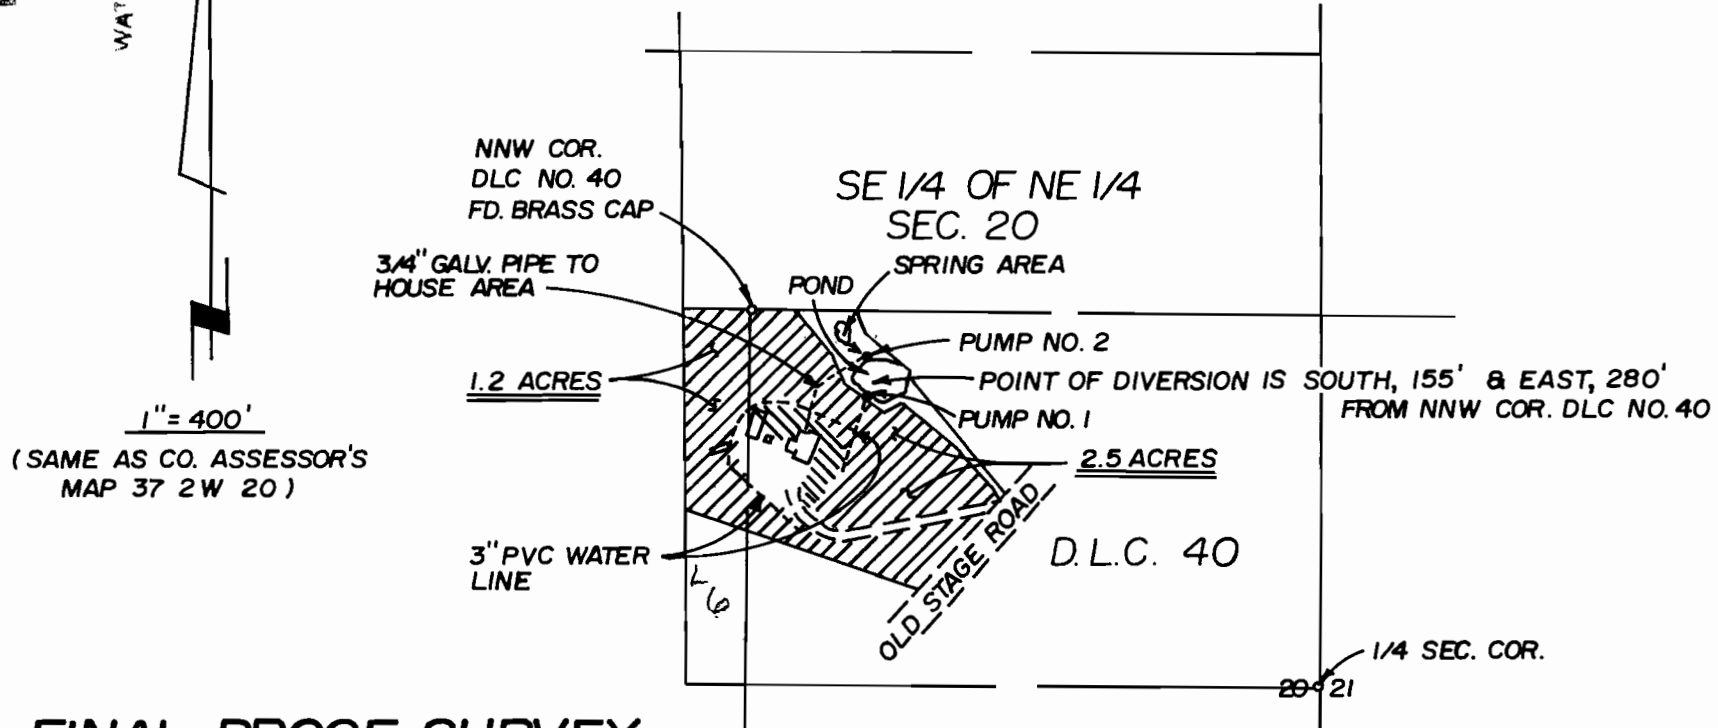 WAT
NNW COR.
DLC NO. 40
FD. BRASS CAP
SE 1/4 OF NE 1/4
SEC. 20
3/4" GALV. PIPE TO
HOUSE AREA
SPRING AREA
POND
PUMP NO. 2
1.2 ACRES
POINT OF DIVERSION IS SOUTH, 155' & EAST, 280'
FROM NNW COR. DLC NO. 40
PUMP NO. 1
1" = 400'
(SAME AS CO. ASSESSOR'S
MAP 37 2W 20)
2.5 ACRES
3" PVC WATER
LINE
D.L.C. 40
OLD STAGE ROAD
L6
1/4 SEC. COR.
20 21
FINAL PROOF SURVEY